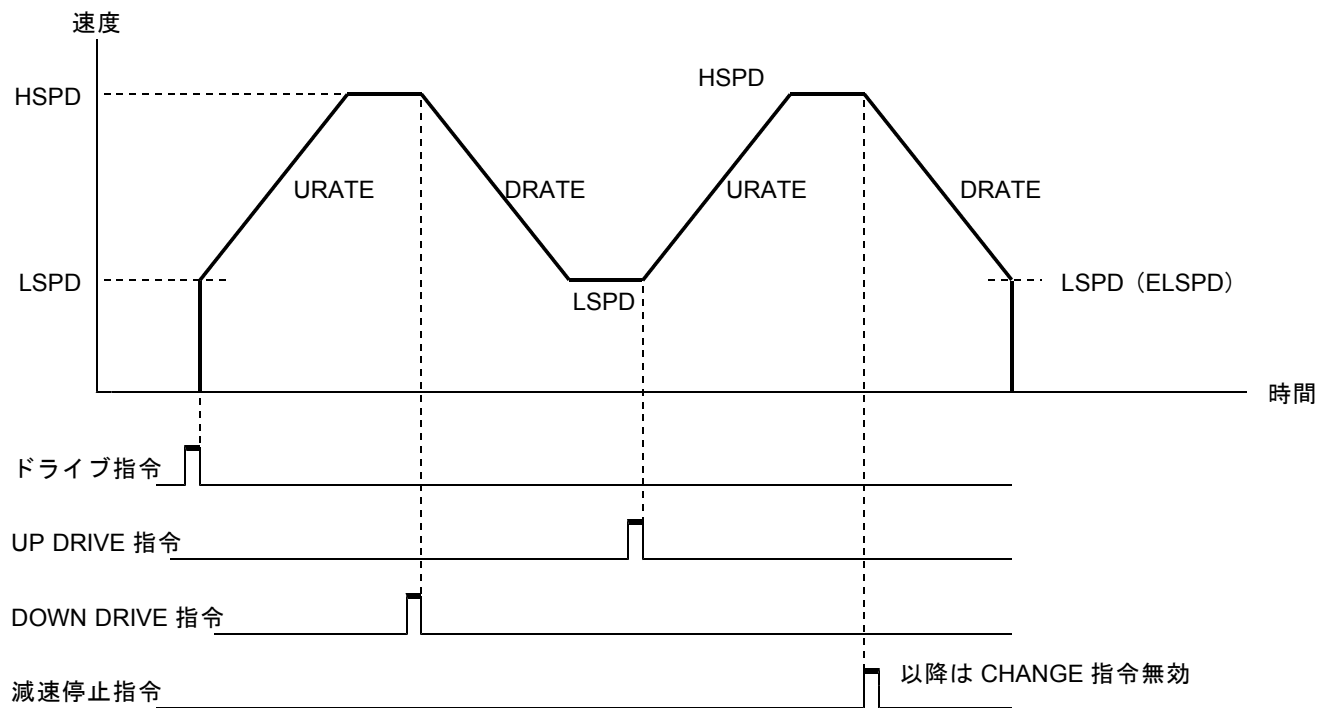 速度
HSPD
HSPD
URATE
DRATE
URATE
DRATE
LSPD
LSPD
LSPD（ELSPD）
時間
ドライブ指令
UP DRIVE 指令
DOWN DRIVE 指令
減速停止指令
以降は CHANGE 指令無効